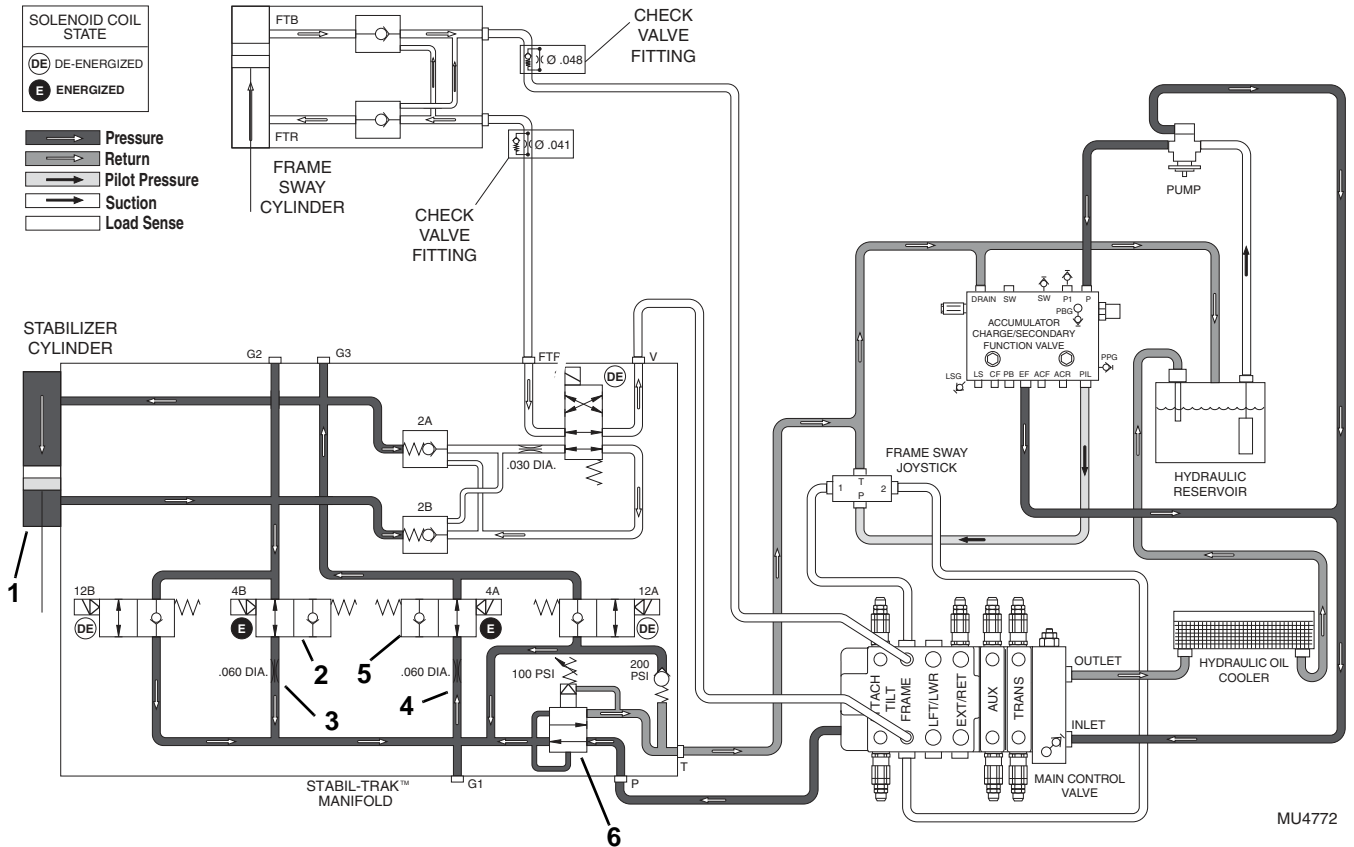 SOLENOID COIL
STATE
DE DE-ENERGIZED
E ENERGIZED
Pressure
Return
Pilot Pressure
Suction
Load Sense
FTB
FTR
FRAME
SWAY
CYLINDER
CHECK
VALVE
FITTING
Ø .048
Ø .041
CHECK
VALVE
FITTING
PUMP
DRAIN SW SW P1 P
PBG
ACCUMULATOR
CHARGE/SECONDARY
FUNCTION VALVE
LSG
PPG
LS CF PB EF ACF ACR PIL
HYDRAULIC
RESERVOIR
FRAME SWAY
JOYSTICK
1 T 2
P
STABILIZER
CYLINDER
G2
G3
V
DE
2A
.030 DIA.
2B
1
12B
DE
4B
E
4A
E
12A
DE
.060 DIA.
2
5
.060 DIA.
3
4
100 PSI
200
PSI
T
G1
P
STABIL-TRAK™
MANIFOLD
6
TILT
FRAME
LFT/LWR
EXT/RET
AUX
TRANS
OUTLET
INLET
HYDRAULIC OIL
COOLER
MAIN CONTROL
VALVE
MU4772